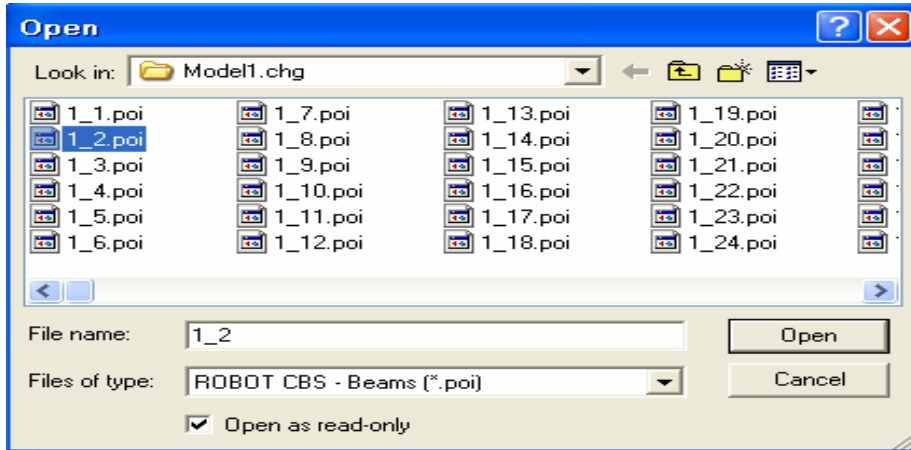 Open
Look in: Model1.chg
1_1.poi 1_7.poi 1_13.poi 1_19.poi
1_2.poi 1_8.poi 1_14.poi 1_20.poi
1_3.poi 1_9.poi 1_15.poi 1_21.poi
1_4.poi 1_10.poi 1_16.poi 1_22.poi
1_5.poi 1_11.poi 1_17.poi 1_23.poi
1_6.poi 1_12.poi 1_18.poi 1_24.poi
File name: 1_2 Open
Files of type: ROBOT CBS - Beams (*.poi) Cancel
Open as read-only